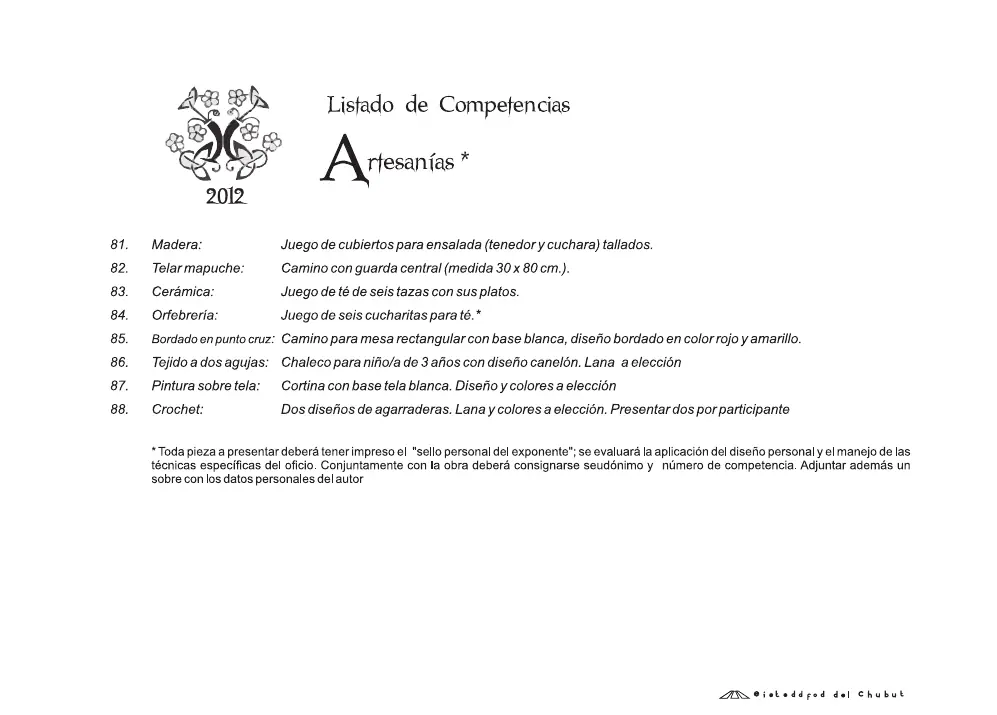 Listado de Competencias
Artesanías *
2012
81. Madera: Juego de cubiertos para ensalada (tenedor y cuchara) tallados.
82. Telar mapuche: Camino con guarda central (medida 30 x 80 cm.).
83. Cerámica: Juego de té de seis tazas con sus platos.
84. Orfebrería: Juego de seis cucharitas para té.*
85. Bordado en punto cruz: Camino para mesa rectangular con base blanca, diseño bordado en color rojo y amarillo.
86. Tejido a dos agujas: Chaleco para niño/a de 3 años con diseño canelón. Lana a elección
87. Pintura sobre tela: Cortina con base tela blanca. Diseño y colores a elección
88. Crochet: Dos diseños de agarraderas. Lana y colores a elección. Presentar dos por participante
* Toda pieza a presentar deberá tener impreso el "sello personal del exponente"; se evaluará la aplicación del diseño personal y el manejo de las
técnicas específicas del oficio. Conjuntamente con la obra deberá consignarse seudónimo y número de competencia. Adjuntar además un
sobre con los datos personales del autor
eisteddfod del Chubut